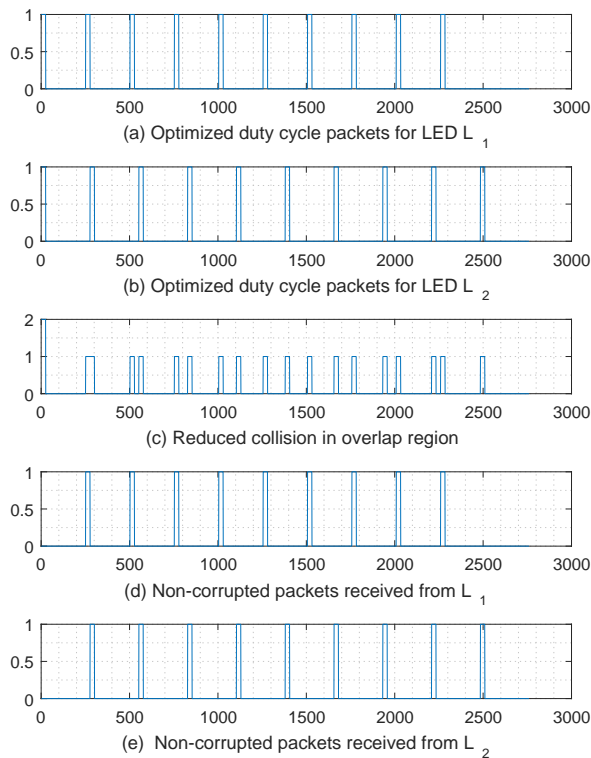 1
0.5
0
0 500 1000 1500 2000 2500 3000
(a) Optimized duty cycle packets for LED L 1
1
0.5
0
0 500 1000 1500 2000 2500 3000
(b) Optimized duty cycle packets for LED L 2
2
1
0
0 500 1000 1500 2000 2500 3000
(c) Reduced collision in overlap region
1
0.5
0
0 500 1000 1500 2000 2500 3000
(d) Non-corrupted packets received from L 1
1
0.5
0
0 500 1000 1500 2000 2500 3000
(e) Non-corrupted packets received from L 2